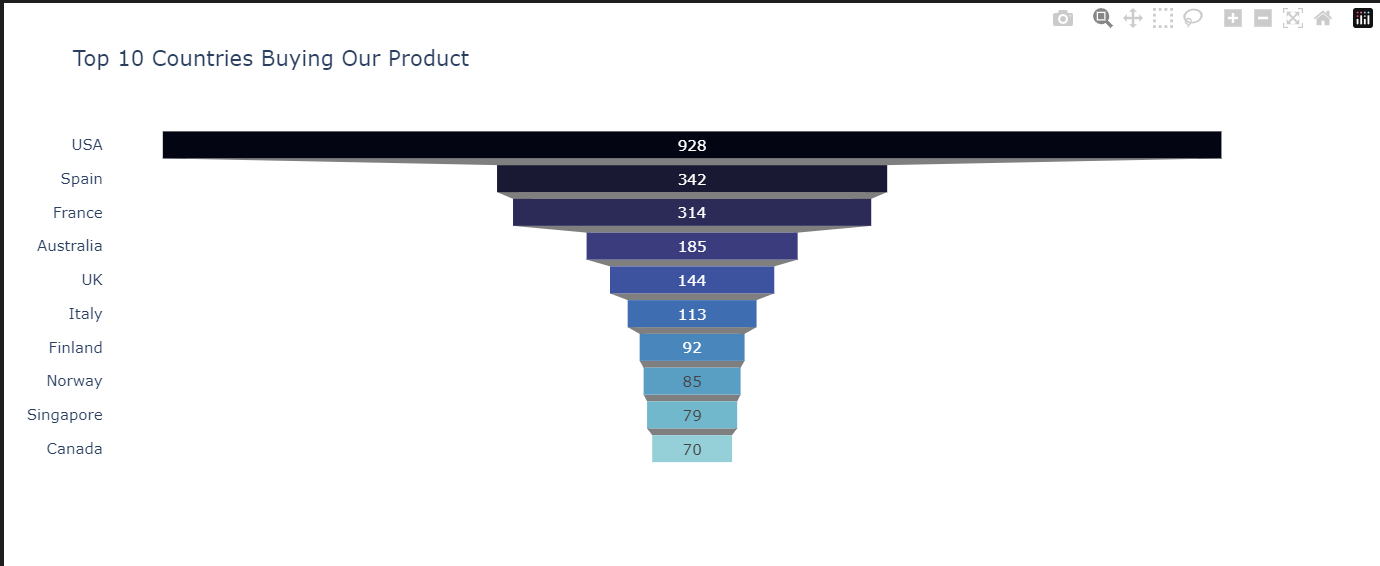 Top 10 Countries Buying Our Product
USA 928
Spain 342
France 314
Australia 185
UK 144
Italy 113
Finland 92
Norway 85
Singapore 79
Canada 70